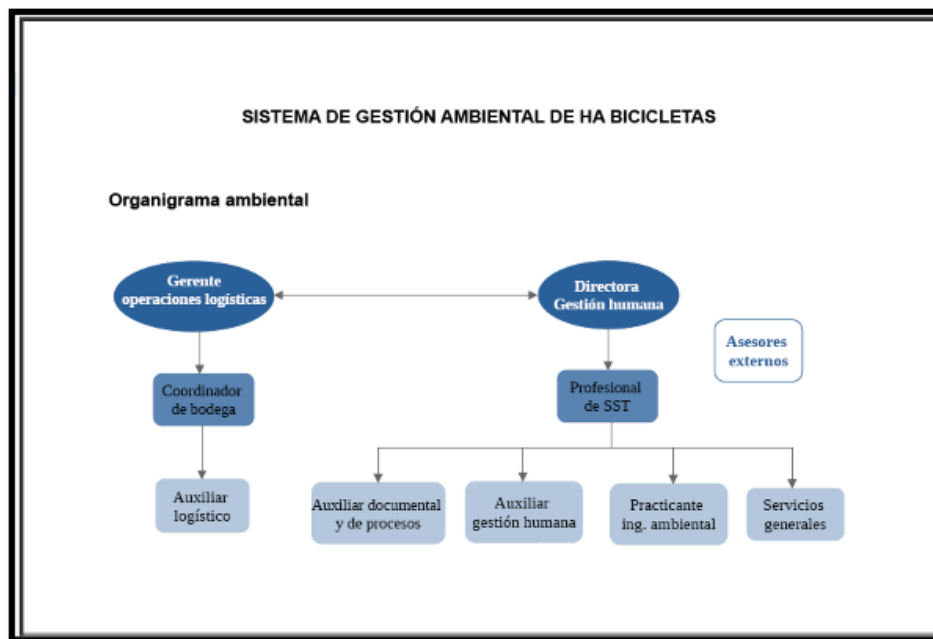 SISTEMA DE GESTIÓN AMBIENTAL DE HA BICICLETAS
Organigrama ambiental
Gerente
operaciones logísticas
Directora
Gestión humana
Asesores
externos
Coordinador
de bodega
Profesional
de SST
Auxiliar
logístico
Auxiliar documental
y de procesos
Auxiliar
gestión humana
Practicante
ing. ambiental
Servicios
generales